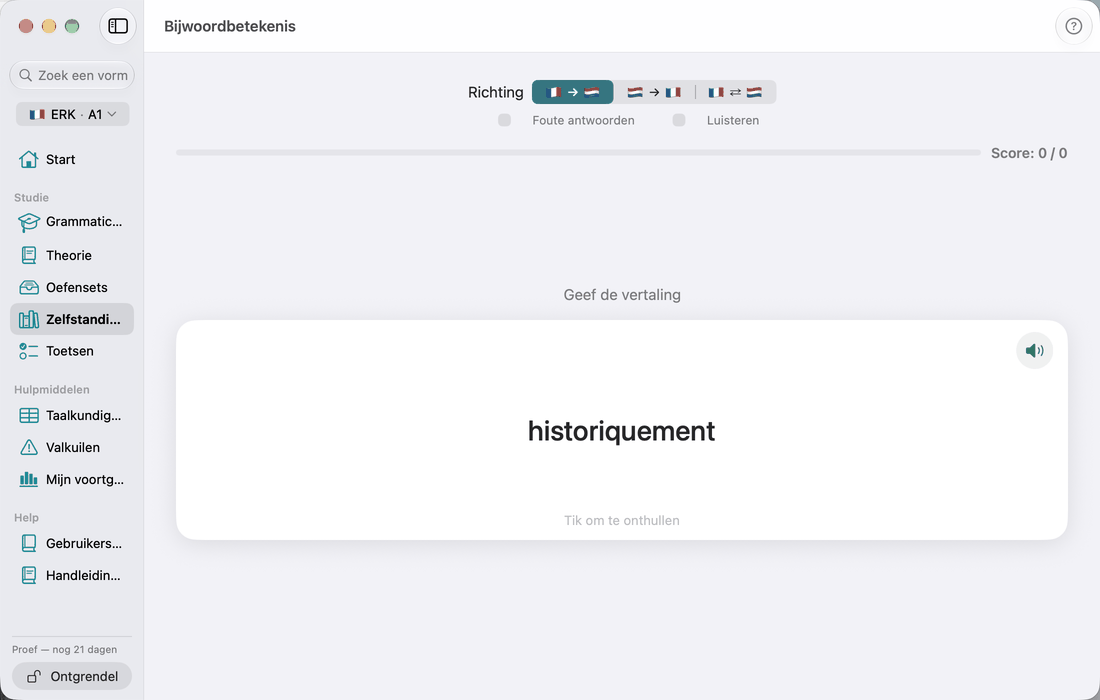 Bijwoordbetekenis
Zoek een vorm
ERK · A1
Start
Studie
Grammatic...
Theorie
Oefensets
Zelfstandi...
Toetsen
Hulpmiddelen
Taalkundig...
Valkuilen
Mijn voortg...
Help
Gebruikers...
Handleidin...
Proef — nog 21 dagen
Ontgrendel
Richting
Foute antwoorden
Luisteren
Score: 0 / 0
Geef de vertaling
historiquement
Tik om te onthullen